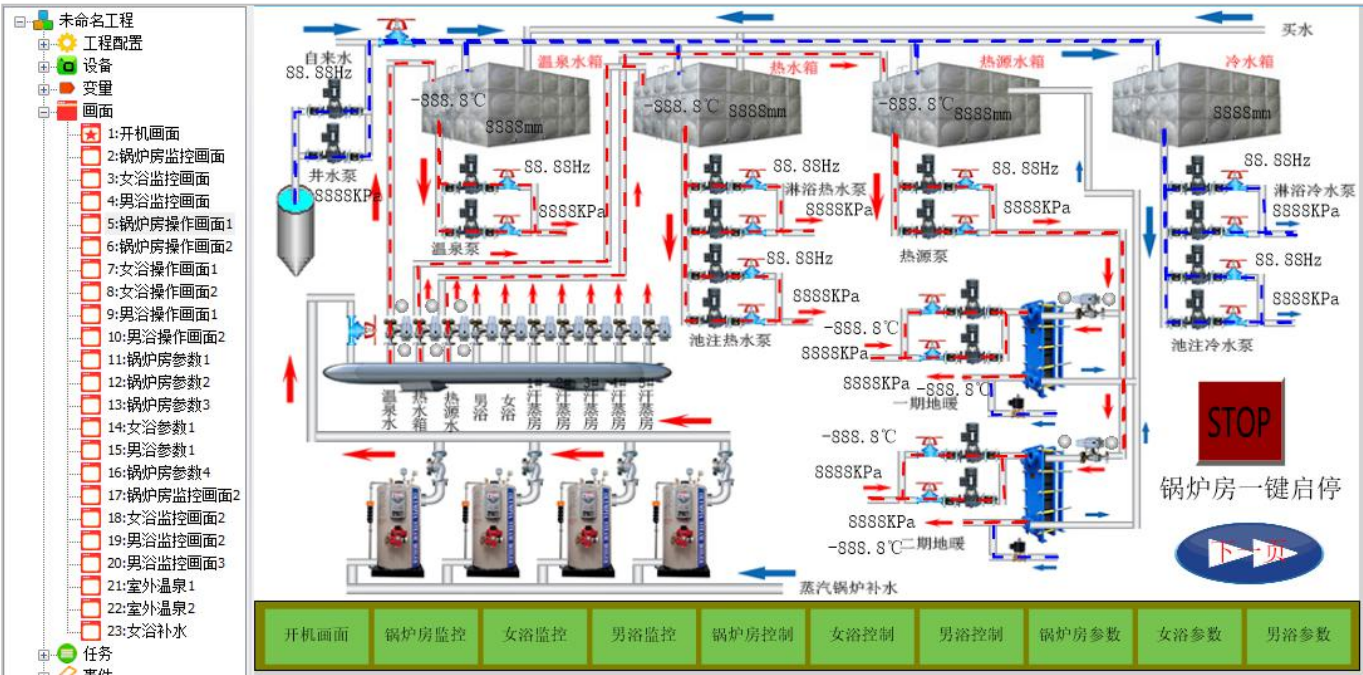 未命名工程
工程配置
设备
变量
画面
1:开机画面
2:锅炉房监控画面
3:女浴监控画面
4:男浴监控画面
5:锅炉房操作画面1
6:锅炉房操作画面2
7:女浴操作画面1
8:女浴操作画面2
9:男浴操作画面1
10:男浴操作画面2
11:锅炉房参数1
12:锅炉房参数2
13:锅炉房参数3
14:女浴参数1
15:男浴参数1
16:锅炉房参数4
17:锅炉房监控画面2
18:女浴监控画面2
19:男浴监控画面2
20:男浴监控画面3
21:室外温泉1
22:室外温泉2
23:女浴补水
任务
事件
买水
自来水
温泉水箱
热水箱
热源水箱
冷水箱
88.88Hz
-888.8℃
8888mm
-888.8℃
8888mm
-888.8℃
8888mm
8888mm
井水泵
8888KPa
88.88Hz
淋浴热水泵
8888KPa
8888KPa
温泉泵
88.88Hz
8888KPa
池注热水泵
88.88Hz
8888KPa
热源泵
88.88Hz
淋浴冷水泵
8888KPa
88.88Hz
8888KPa
池注冷水泵
-888.8℃
8888KPa
8888KPa
-888.8℃
一期地暖
-888.8℃
8888KPa
8888KPa
-888.8℃
二期地暖
温泉水
热水箱
热源水
男浴
女浴
1#汗蒸房
2#汗蒸房
3#汗蒸房
4#汗蒸房
5#汗蒸房
STOP
锅炉房一键启停
下一页
蒸汽锅炉补水
开机画面
锅炉房监控
女浴监控
男浴监控
锅炉房控制
女浴控制
男浴控制
锅炉房参数
女浴参数
男浴参数